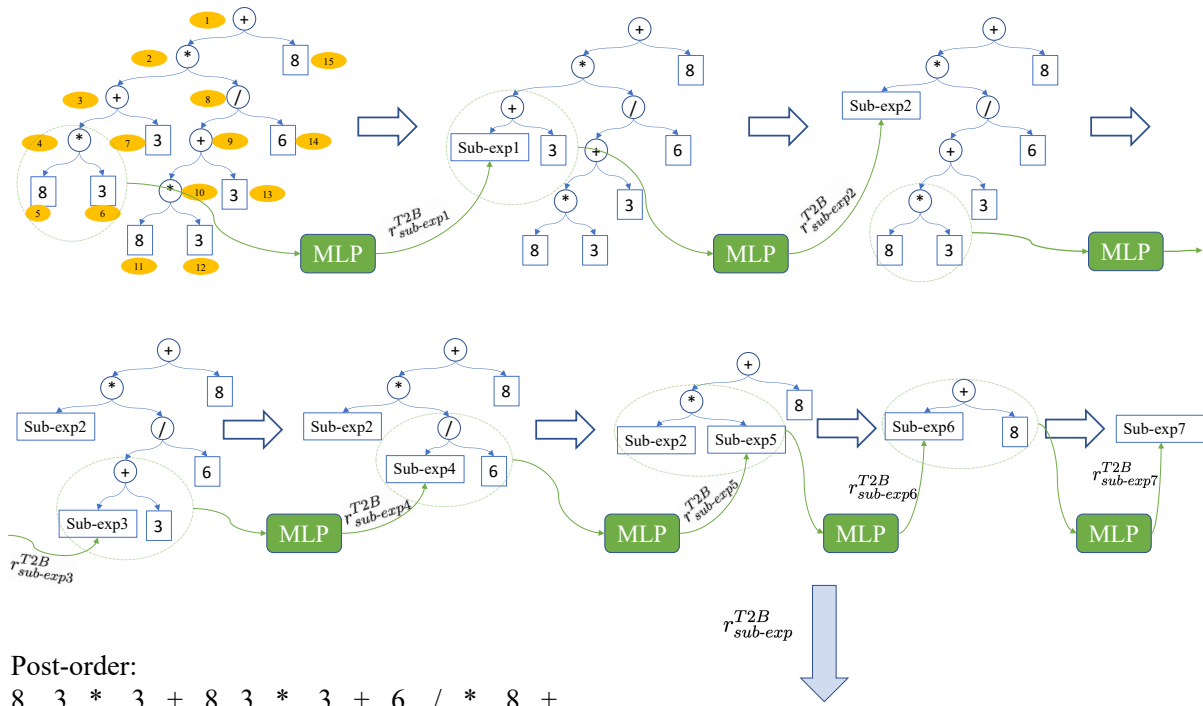 1 +
2 * 8 15
3 + 8 /
4 * 7 3 9 + 6 14
8 3 10 * 3 13
5 6
8 3
11 12
MLP
r^{T2B}_{sub-exp1}
+
* 8
+ /
Sub-exp1 3 + 6
* 3
8 3
MLP
r^{T2B}_{sub-exp2}
+
* 8
Sub-exp2 /
+ 6
* 3
8 3
MLP
+
* 8
Sub-exp2 /
+ 6
Sub-exp3 3
r^{T2B}_{sub-exp3}
MLP
r^{T2B}_{sub-exp4}
+
* 8
Sub-exp2 /
Sub-exp4 6
MLP
r^{T2B}_{sub-exp5}
+
* 8
Sub-exp2 Sub-exp5
MLP
r^{T2B}_{sub-exp6}
+
Sub-exp6 8
MLP
r^{T2B}_{sub-exp7}
Sub-exp7
r^{T2B}_{sub-exp}
Post-order:
8 3 * 3 + 8 3 * 3 + 6 / * 8 +